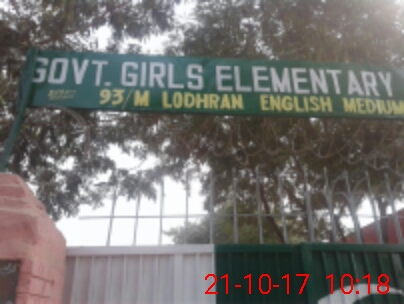 GOVT. GIRLS ELEMENTARY
93/M LODHRAN ENGLISH MEDIUM
21-10-17 10:18